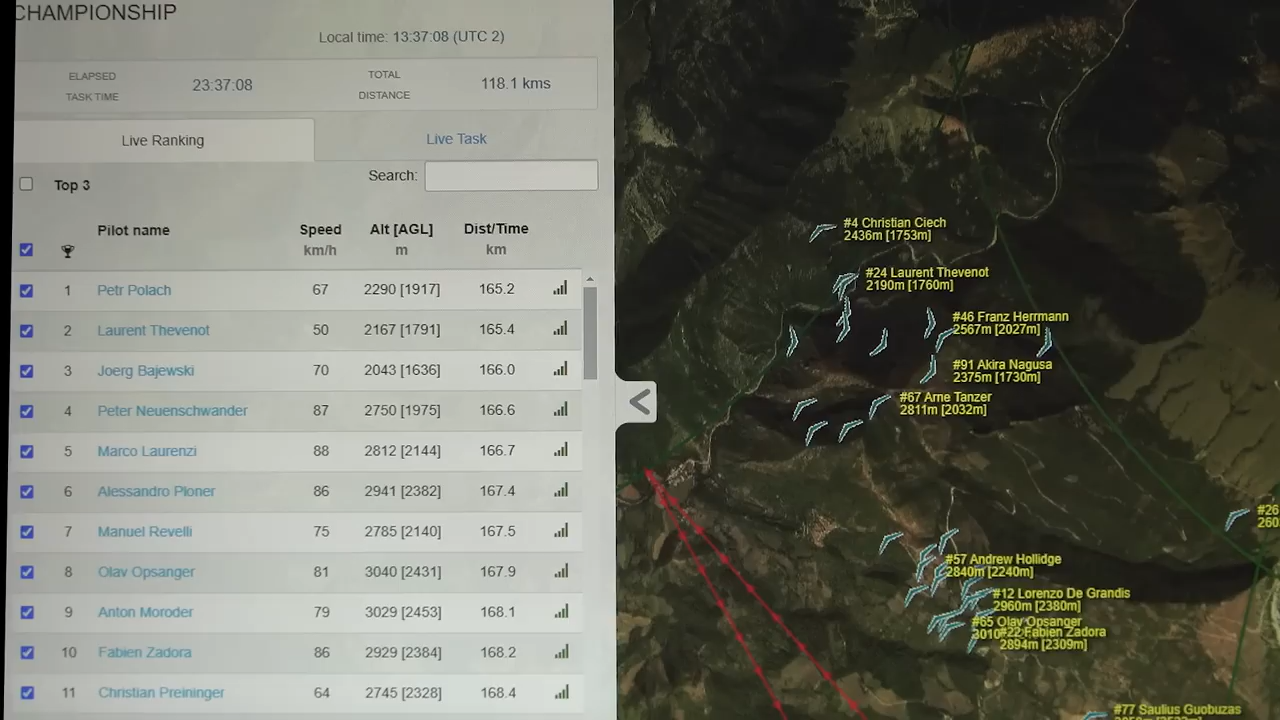 CHAMPIONSHIP
Local time: 13:37:08 (UTC 2)
ELAPSED TASK TIME 23:37:08 TOTAL DISTANCE 118.1 kms
Live Ranking Live Task
Top 3 Search:
Pilot name Speed km/h Alt [AGL] m Dist/Time km
1 Petr Polach 67 2290 [1917] 165.2
2 Laurent Thevenot 50 2167 [1791] 165.4
3 Joerg Bajewski 70 2043 [1636] 166.0
4 Peter Neuenschwander 87 2750 [1975] 166.6
5 Marco Laurenzi 88 2812 [2144] 166.7
6 Alessandro Ploner 86 2941 [2382] 167.4
7 Manuel Revelli 75 2785 [2140] 167.5
8 Olav Opsanger 81 3040 [2431] 167.9
9 Anton Moroder 79 3029 [2453] 168.1
10 Fabien Zadora 86 2929 [2384] 168.2
11 Christian Preininger 64 2745 [2328] 168.4
#4 Christian Ciech
2436m [1753m]
#24 Laurent Thevenot
2190m [1760m]
#46 Franz Herrmann
2567m [2027m]
#91 Akira Nagusa
2375m [1730m]
#67 Arne Tanzer
2811m [2032m]
#26
260
#57 Andrew Hollidge
2840m [2240m]
#12 Lorenzo De Grandis
2960m [2380m]
#65 Olav Opsanger
3010
#22 Fabien Zadora
2894m [2309m]
#77 Saulius Guobuzas